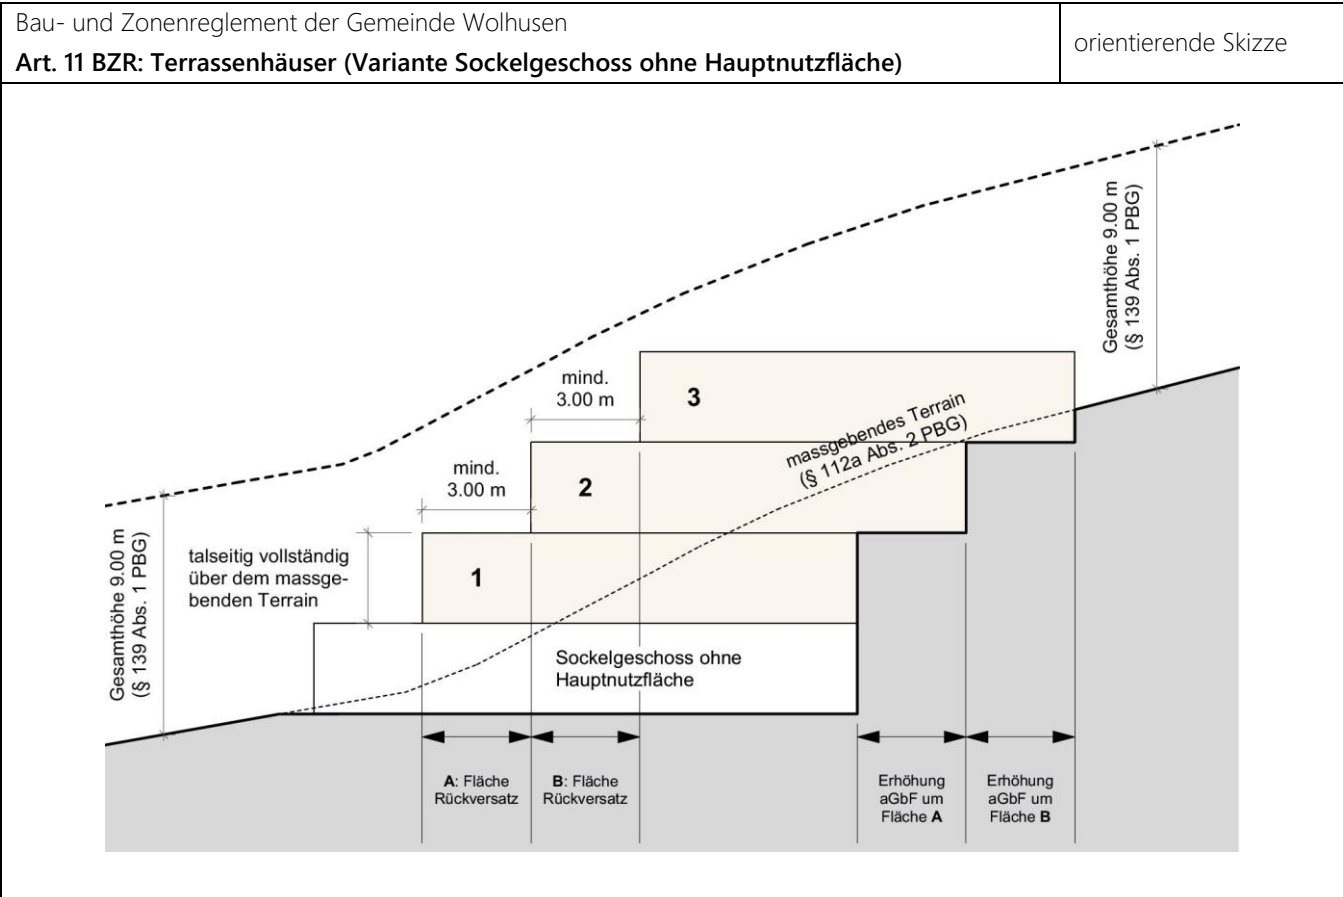 Bau- und Zonenreglement der Gemeinde Wolhusen
Art. 11 BZR: Terrassenhäuser (Variante Sockelgeschoss ohne Hauptnutzfläche)
orientierende Skizze
Gesamthöhe 9.00 m
(§ 139 Abs. 1 PBG)
mind.
3.00 m
3
massgebendes Terrain
(§ 112a Abs. 2 PBG)
mind.
3.00 m
2
Gesamthöhe 9.00 m
(§ 139 Abs. 1 PBG)
talseitig vollständig
über dem massge-
benden Terrain
1
Sockelgeschoss ohne
Hauptnutzfläche
A: Fläche
Rückversatz
B: Fläche
Rückversatz
Erhöhung
aGbF um
Fläche A
Erhöhung
aGbF um
Fläche B